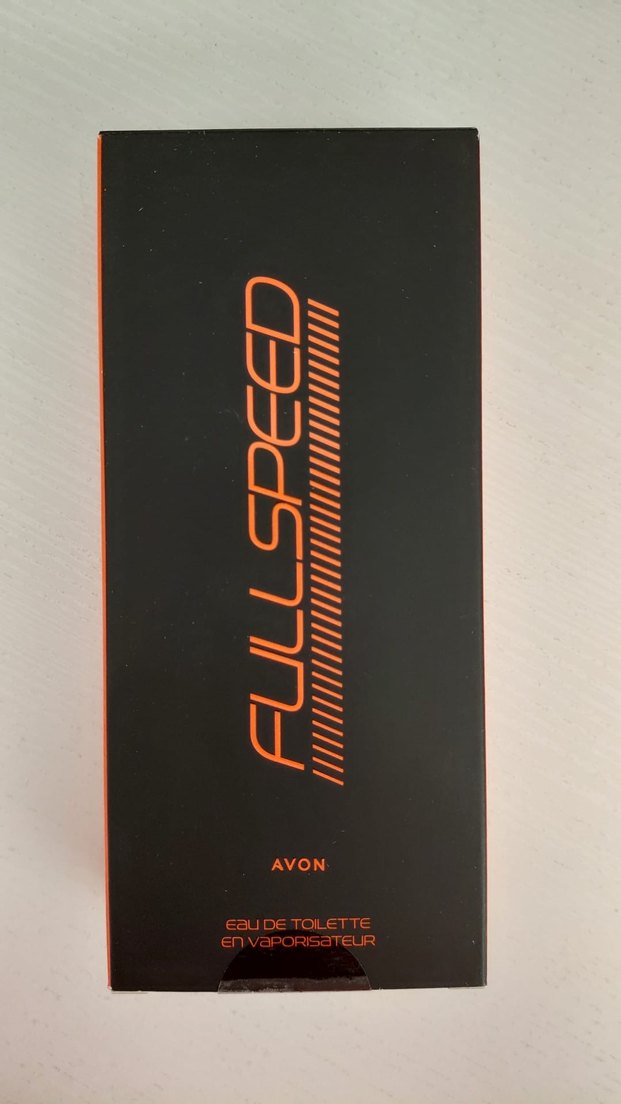 FULLSPEED
AVON
EAU DE TOILETTE
EN VAPORISATEUR